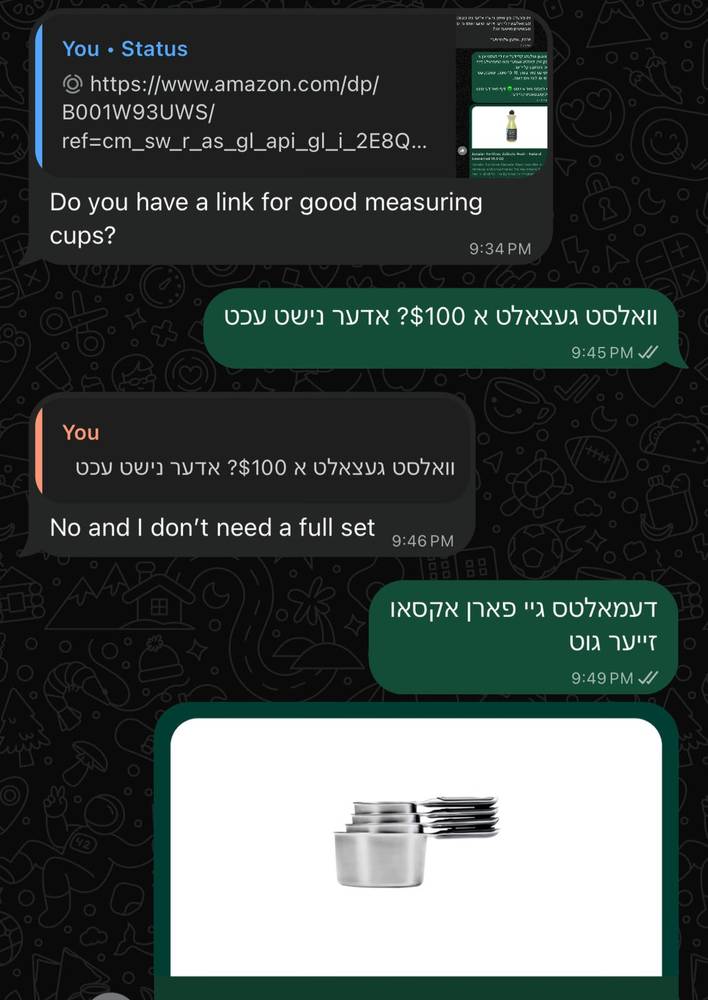 You • Status
https://www.amazon.com/dp/
B001W93UWS/
ref=cm_sw_r_as_gl_api_gl_i_2E8Q...
Do you have a link for good measuring
cups?
9:34 PM
וואלסט געצאלט א 100$? אדער נישט עכט
9:45 PM
You
וואלסט געצאלט א 100$? אדער נישט עכט
No and I don’t need a full set
9:46 PM
דעמאלטס גיי פארן אקסאו
זייער גוט
9:49 PM